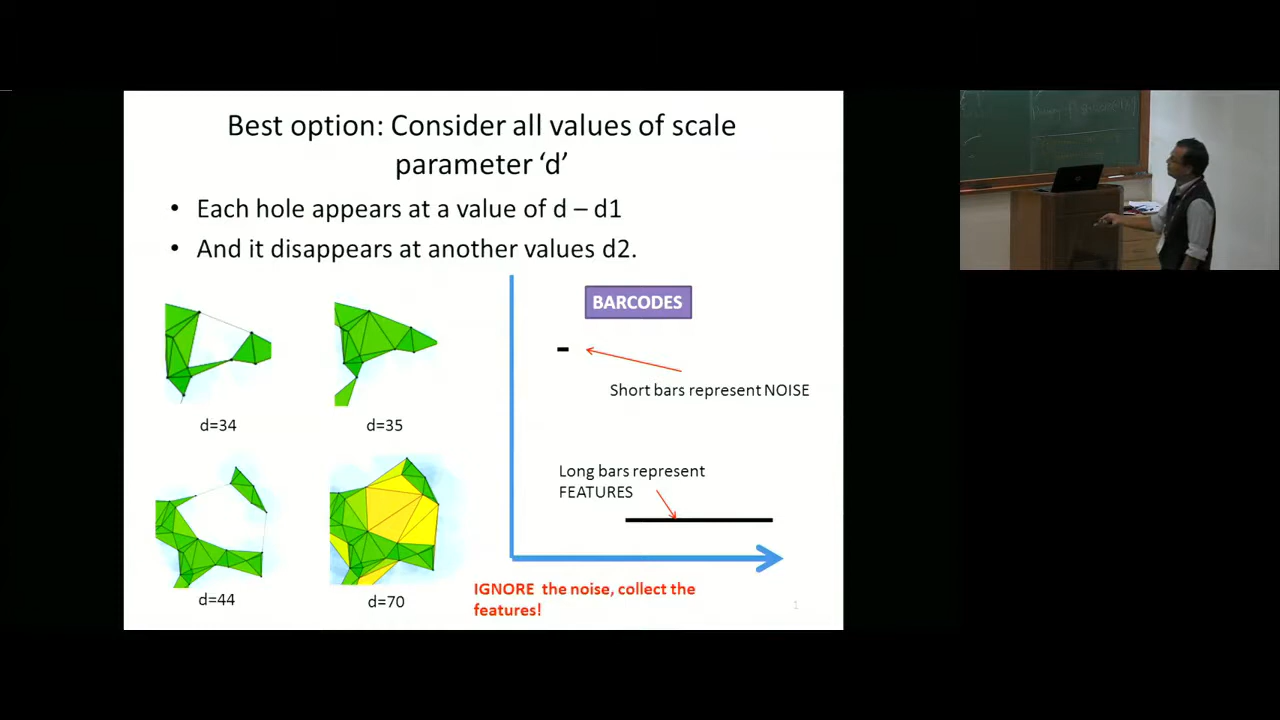 Best option: Consider all values of scale
parameter ‘d’
• Each hole appears at a value of d – d1
• And it disappears at another values d2.
BARCODES
Short bars represent NOISE
d=34
d=35
Long bars represent
FEATURES
d=44
d=70
IGNORE the noise, collect the
features!
1